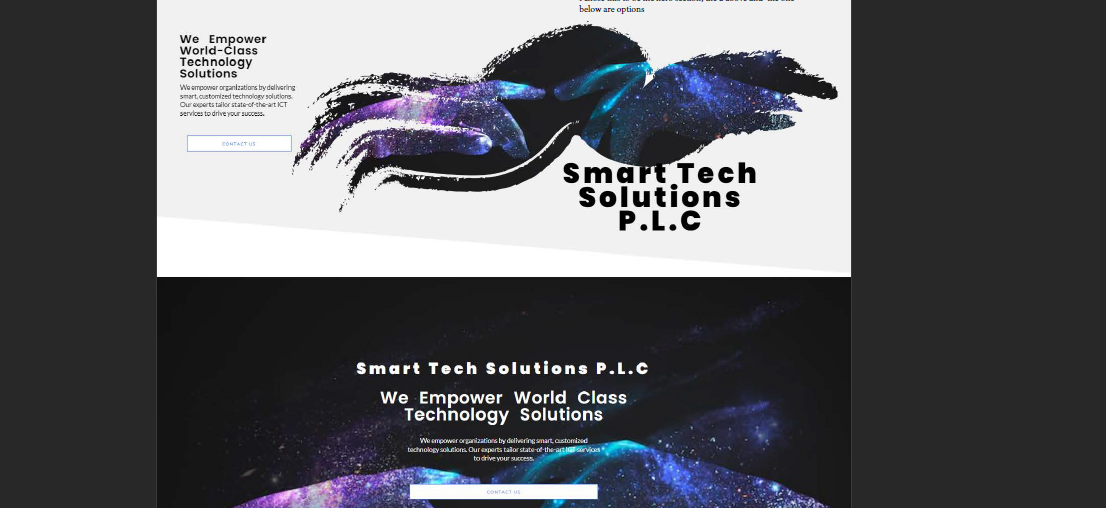 below are options
We Empower
World-Class
Technology
Solutions
We empower organizations by delivering
smart, customized technology solutions.
Our experts tailor state-of-the-art ICT
services to drive your success.
CONTACT US
Smart Tech
Solutions
P.L.C
Smart Tech Solutions P.L.C
We Empower World Class
Technology Solutions
We empower organizations by delivering smart, customized
technology solutions. Our experts tailor state-of-the-art services
to drive your success.
CONTACT US